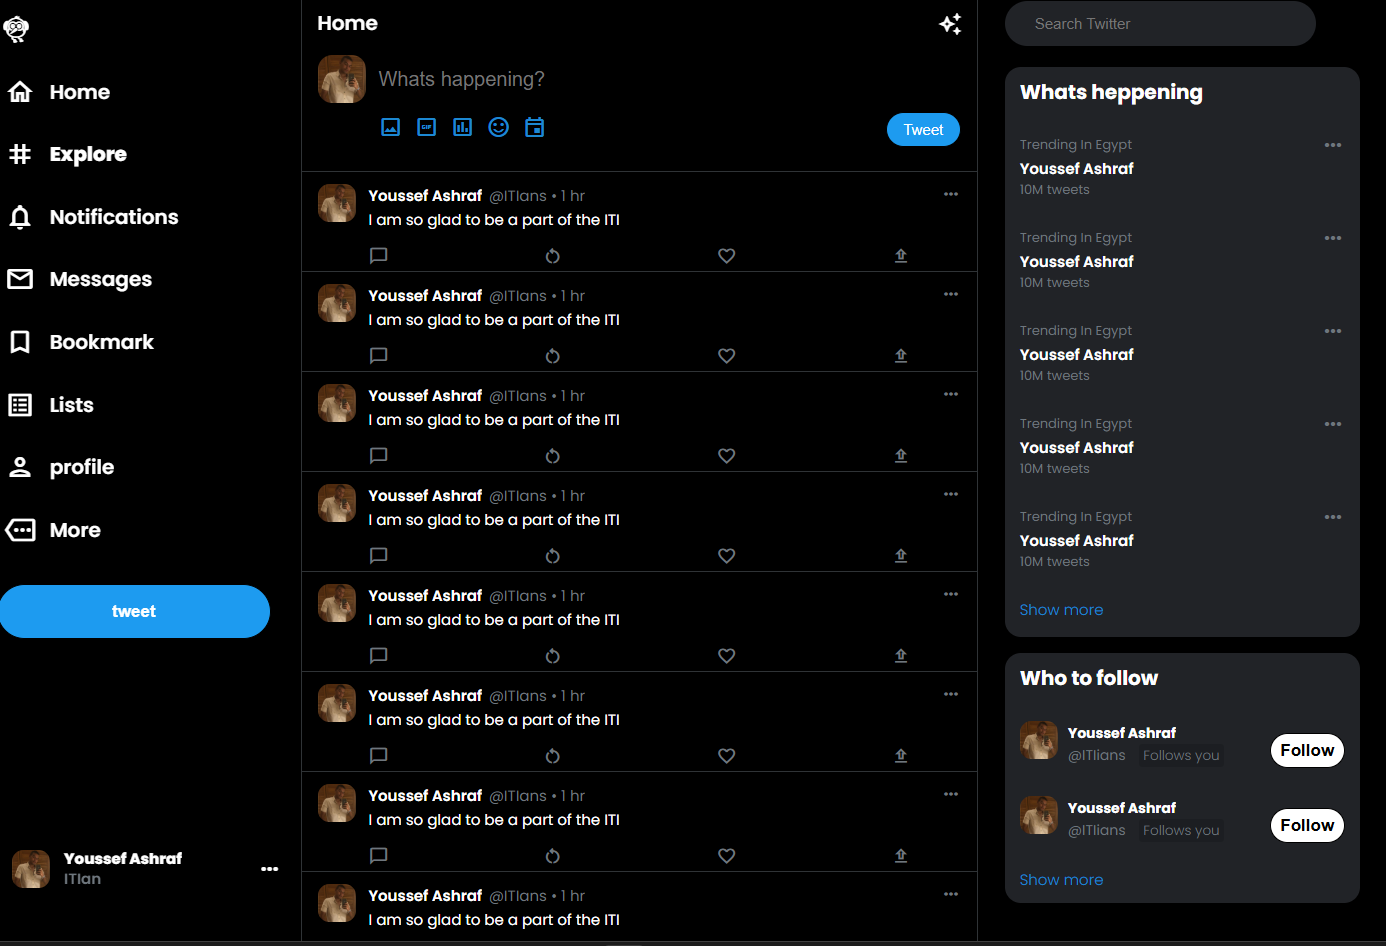 Home
Explore
Notifications
Messages
Bookmark
Lists
profile
More
tweet
Youssef Ashraf
ITIan
Home
Whats happening?
GIF
Tweet
Youssef Ashraf @ITIans • 1 hr
I am so glad to be a part of the ITI
Youssef Ashraf @ITIans • 1 hr
I am so glad to be a part of the ITI
Youssef Ashraf @ITIans • 1 hr
I am so glad to be a part of the ITI
Youssef Ashraf @ITIans • 1 hr
I am so glad to be a part of the ITI
Youssef Ashraf @ITIans • 1 hr
I am so glad to be a part of the ITI
Youssef Ashraf @ITIans • 1 hr
I am so glad to be a part of the ITI
Youssef Ashraf @ITIans • 1 hr
I am so glad to be a part of the ITI
Youssef Ashraf @ITIans • 1 hr
I am so glad to be a part of the ITI
Search Twitter
Whats heppening
Trending In Egypt
Youssef Ashraf
10M tweets
Trending In Egypt
Youssef Ashraf
10M tweets
Trending In Egypt
Youssef Ashraf
10M tweets
Trending In Egypt
Youssef Ashraf
10M tweets
Trending In Egypt
Youssef Ashraf
10M tweets
Show more
Who to follow
Youssef Ashraf
@ITIians Follows you
Follow
Youssef Ashraf
@ITIians Follows you
Follow
Show more